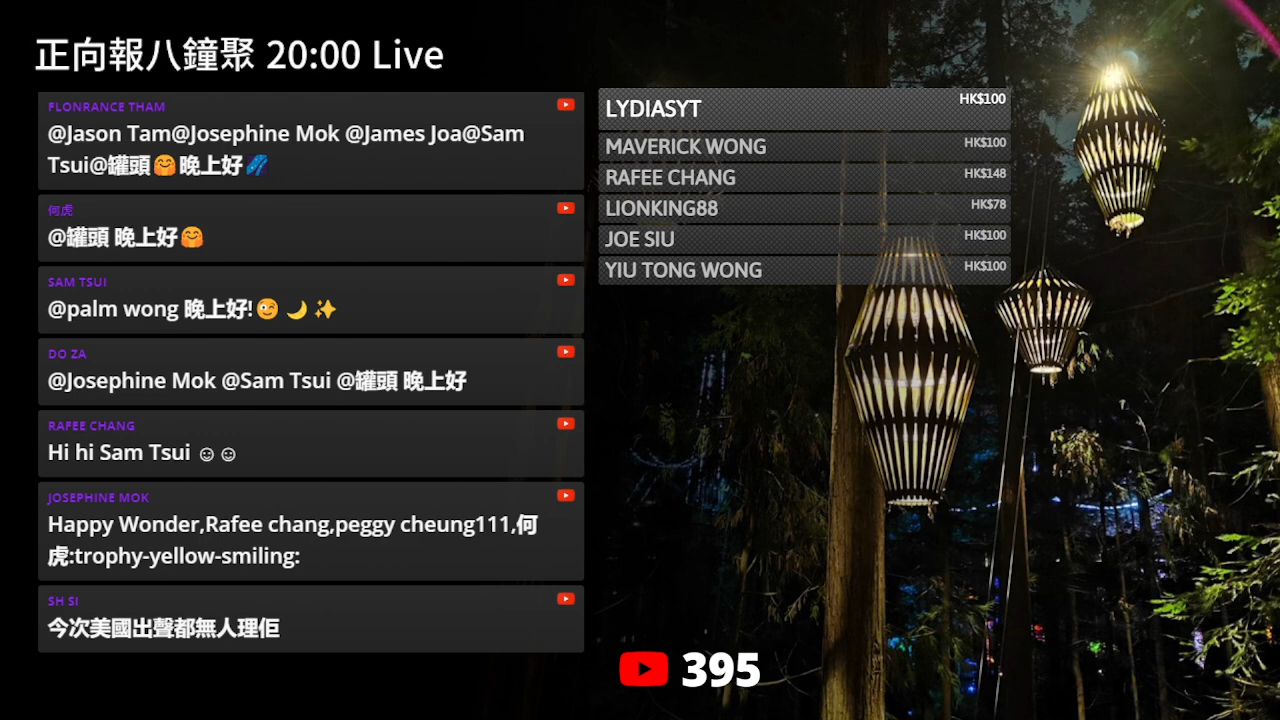 正向報八鐘聚 20:00 Live
FLONRANCE THAM
@Jason Tam@Josephine Mok @James Joa@Sam
Tsui@罐頭🤗晚上好🌌
何虎
@罐頭 晚上好🤗
SAM TSUI
@palm wong 晚上好!😉 🌙 ✨
DO ZA
@Josephine Mok @Sam Tsui @罐頭 晚上好
RAFEE CHANG
Hi hi Sam Tsui ☺☺
JOSEPHINE MOK
Happy Wonder,Rafee chang,peggy cheung111,何
虎:trophy-yellow-smiling:
SH SI
今次美國出聲都無人理佢
LYDIASYT HK$100
MAVERICK WONG HK$100
RAFEE CHANG HK$148
LIONKING88 HK$78
JOE SIU HK$100
YIU TONG WONG HK$100
395